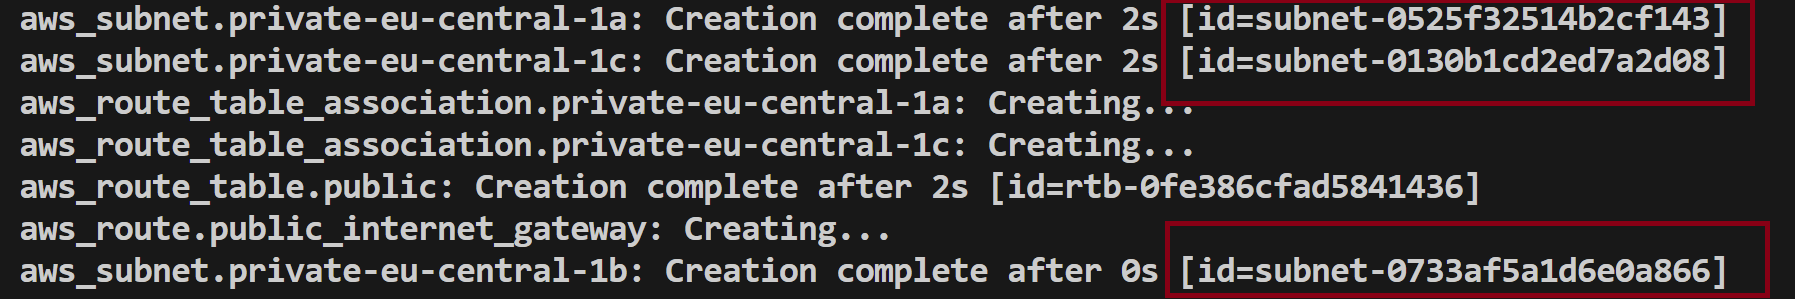 aws_subnet.private-eu-central-1a: Creation complete after 2s [id=subnet-0525f32514b2cf143]
aws_subnet.private-eu-central-1c: Creation complete after 2s [id=subnet-0130b1cd2ed7a2d08]
aws_route_table_association.private-eu-central-1a: Creating...
aws_route_table_association.private-eu-central-1c: Creating...
aws_route_table.public: Creation complete after 2s [id=rtb-0fe386cfad5841436]
aws_route.public_internet_gateway: Creating...
aws_subnet.private-eu-central-1b: Creation complete after 0s [id=subnet-0733af5a1d6e0a866]